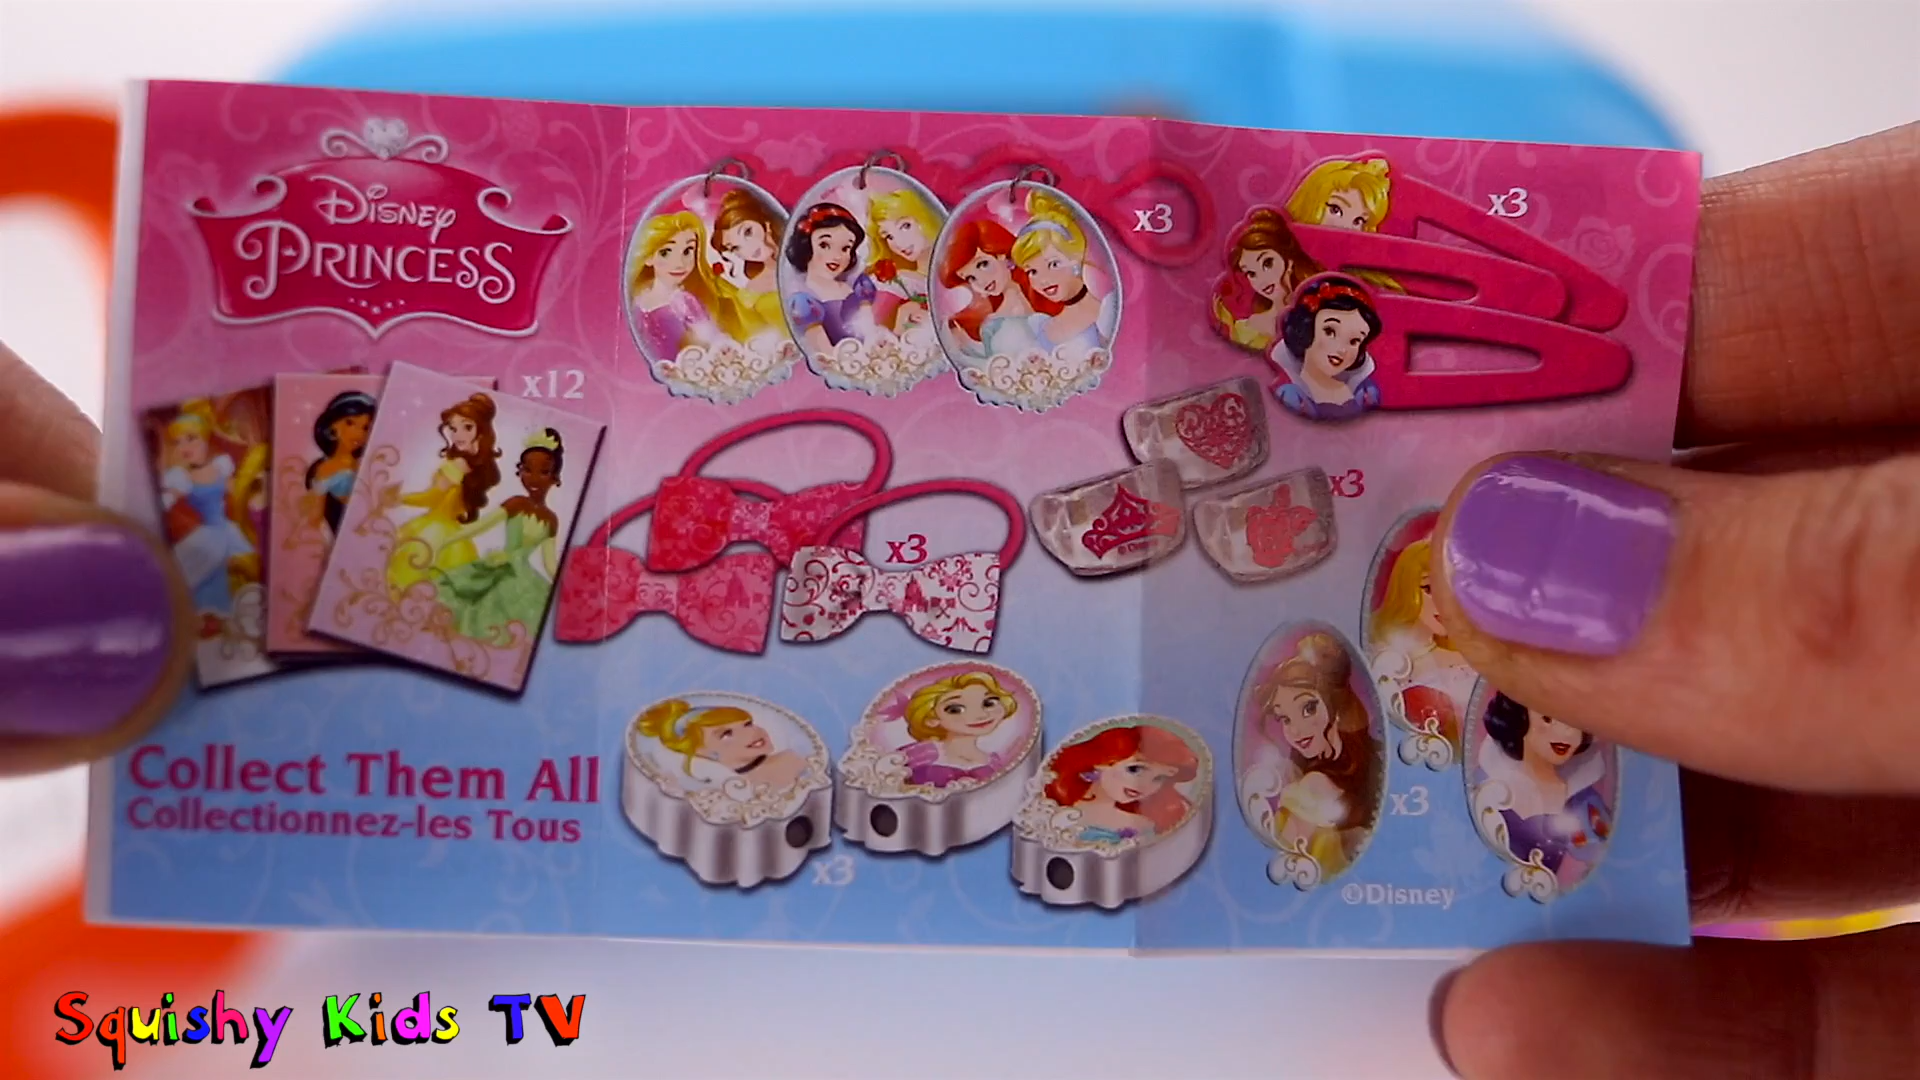 Disney
PRINCESS
x3
x3
x12
x3
x3
Collect Them All
Collectionnez-les Tous
x3
x3
©Disney
Squishy Kids TV